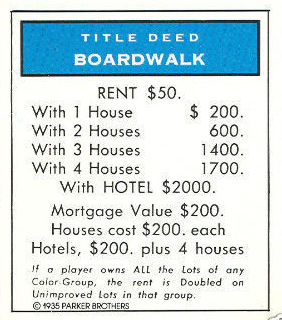 TITLE DEED
BOARDWALK
RENT $50.
With 1 House $ 200.
With 2 Houses 600.
With 3 Houses 1400.
With 4 Houses 1700.
With HOTEL $2000.
Mortgage Value $200.
Houses cost $200. each
Hotels, $200. plus 4 houses
If a player owns ALL the Lots of any
Color-Group, the rent is Doubled on
Unimproved Lots in that group.
© 1935 PARKER BROTHERS